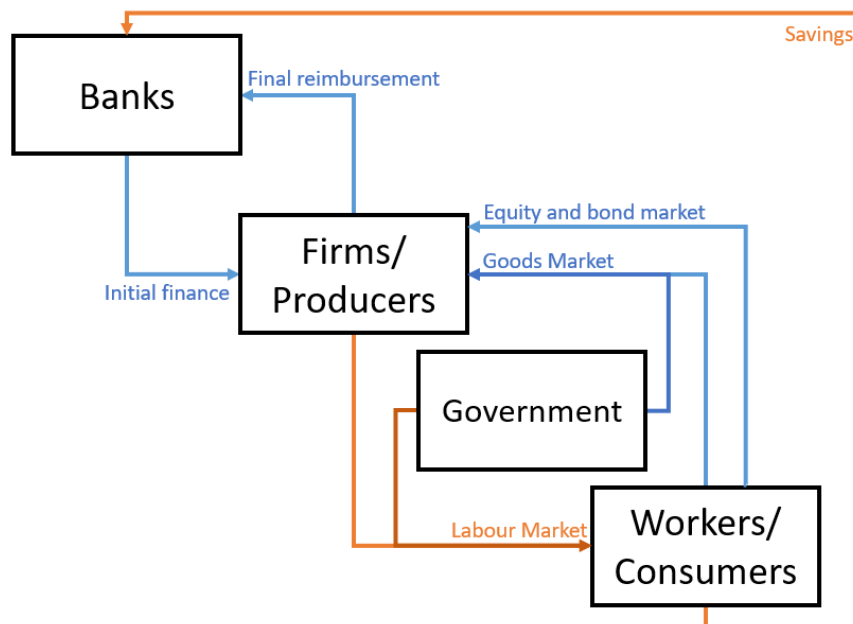 Savings
Banks
Final reimbursement
Equity and bond market
Firms/
Producers
Goods Market
Initial finance
Government
Labour Market
Workers/
Consumers